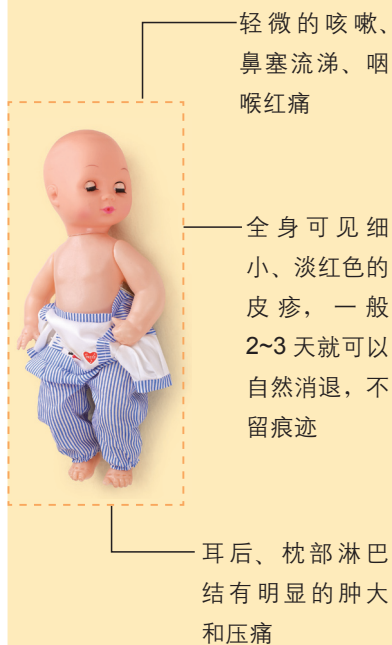 轻微的咳嗽、
鼻塞流涕、咽
喉红痛
全身可见细
小、淡红色的
皮疹，一般
2~3 天就可以
自然消退，不
留痕迹
耳后、枕部淋巴
结有明显的肿大
和压痛